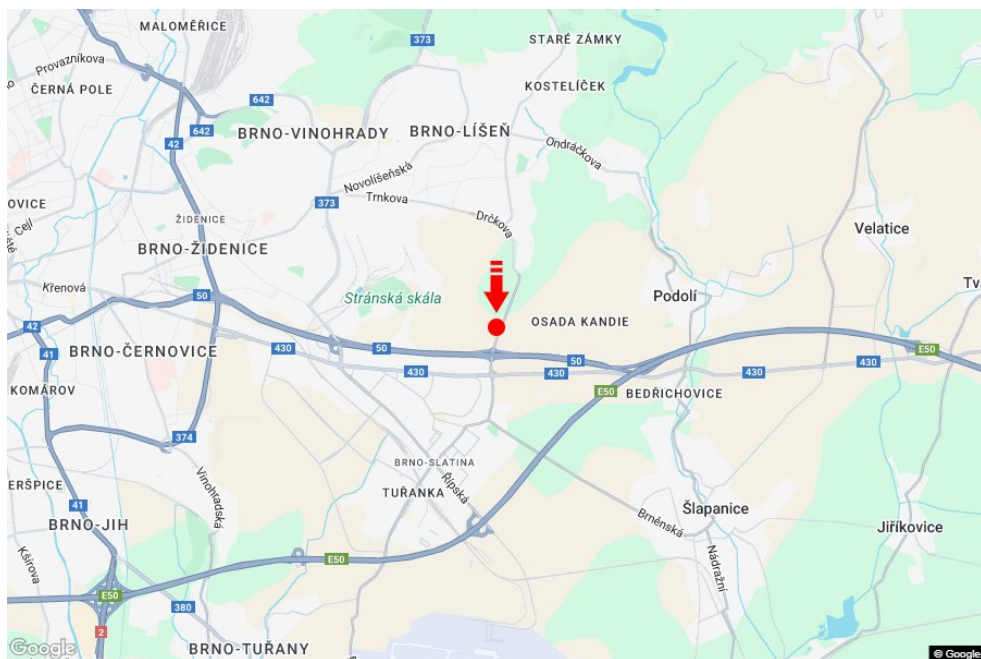 MALOMĚŘICE
373
STARÉ ZÁMKY
Provazníkova
ČERNÁ POLE
KOSTELÍČEK
642
642
42
BRNO-VINOHRADY
BRNO-LÍŠEŇ
Ondráčkova
Novolíšeňská
OVICE
Cejl
373
Trnkova
Drčkova
ŽIDENICE
Velatice
BRNO-ŽIDENICE
Křenová
50
Stránská skála
Podolí
Tv
OSADA KANDIE
42
41
BRNO-ČERNOVICE
430
50
50
E50
KOMÁROV
430
430
430
E50
BEDŘICHOVICE
374
BRNO-SLATINA
ERŠPICE
Vinohradská
TUŘANKA
Řipská
41
Šlapanice
BRNO-JIH
Brněnská
Jiříkovice
Kšírova
Nádražní
E50
E50
380
2
BRNO-TUŘANY
Google
© Google